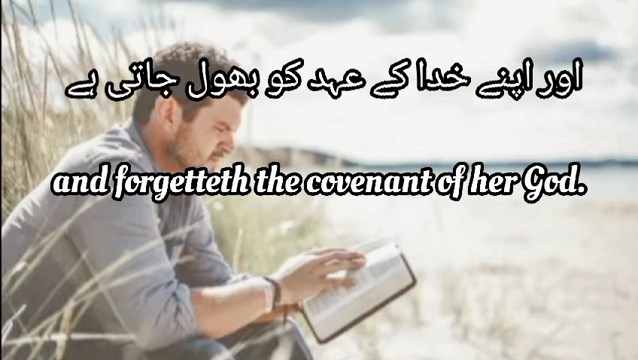 اور اپنے خدا کے عہد کو بھول جاتی ہے
and forgetteth the covenant of her God.